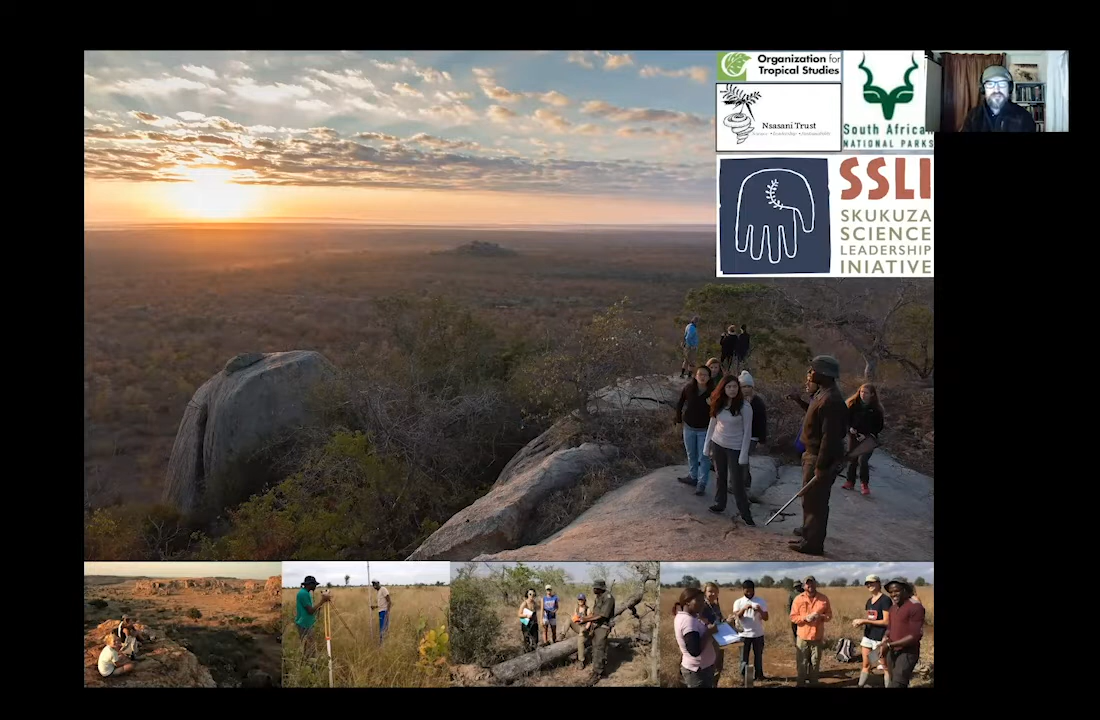 Organization for
Tropical Studies
Nsasani Trust
South African
NATIONAL PARKS
SSLI
SKUKUZA
SCIENCE
LEADERSHIP
INIATIVE